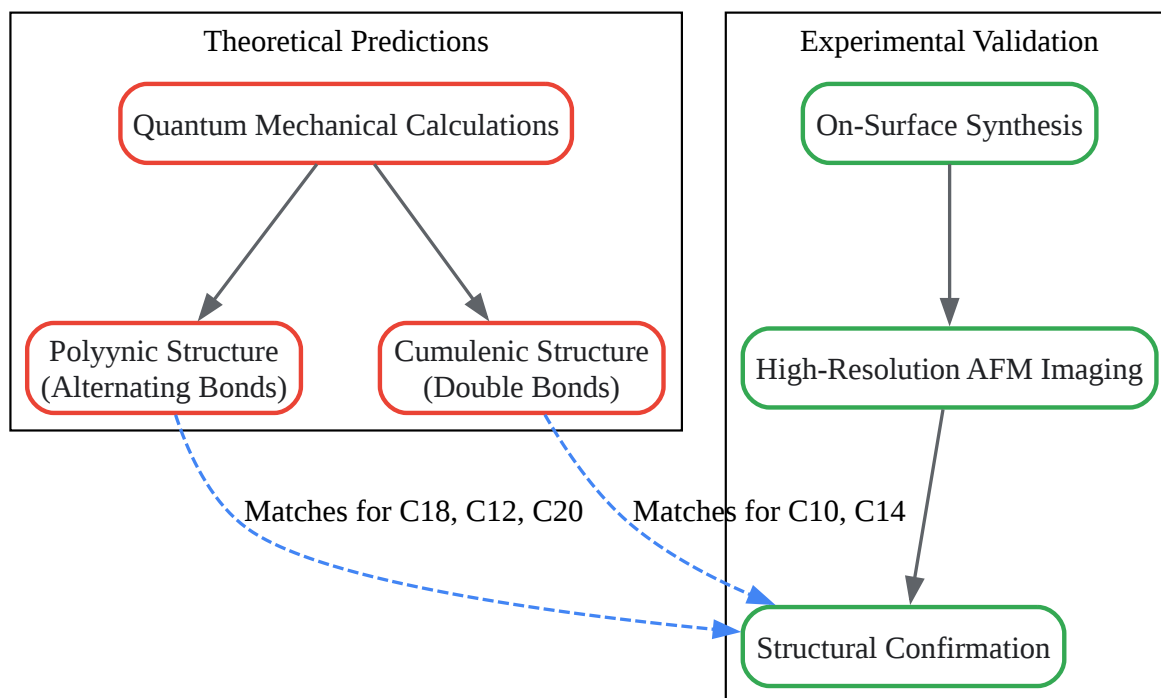 Theoretical Predictions
Quantum Mechanical Calculations
Polyynic Structure
(Alternating Bonds)
Cumulenic Structure
(Double Bonds)
Matches for C18, C12, C20
Matches for C10, C14
Experimental Validation
On-Surface Synthesis
High-Resolution AFM Imaging
Structural Confirmation